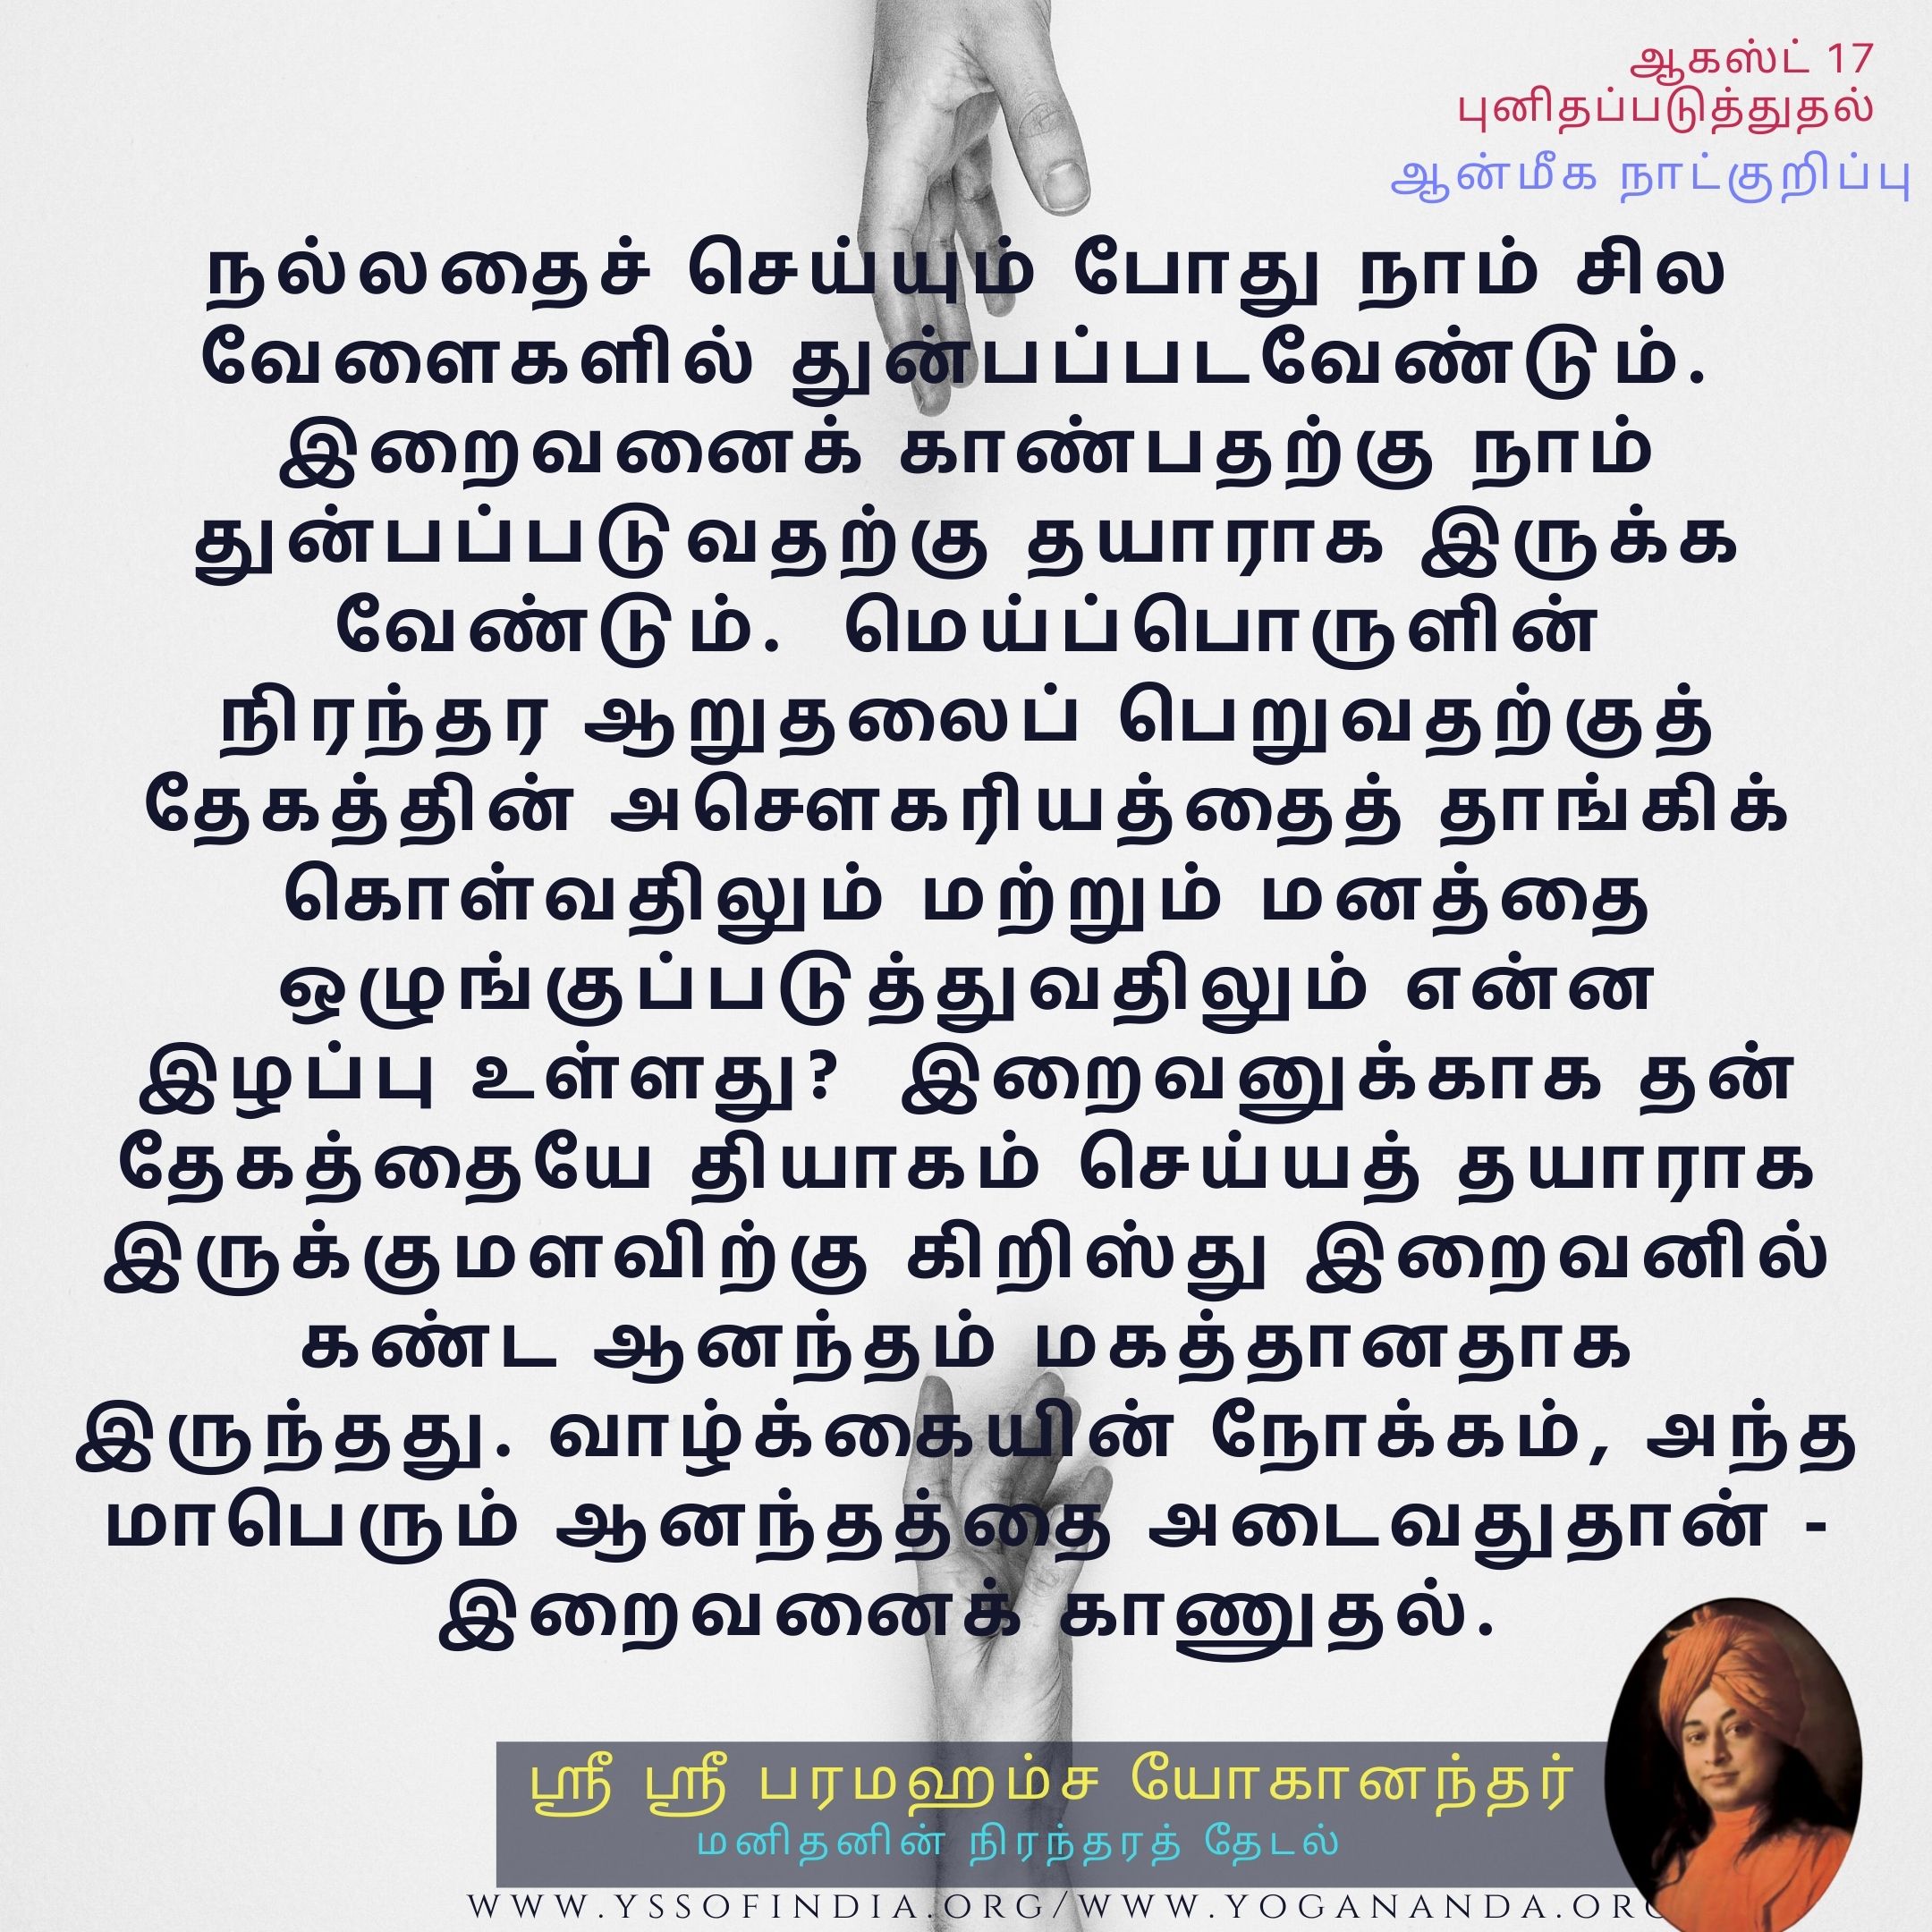 ஆகஸ்ட் 17
புனிதப்படுத்துதல்
ஆன்மீக நாட்குறிப்பு
நல்லதைச் செய்யும் போது நாம் சில
வேளைகளில் துன்பப்படவேண்டும்.
இறைவனைக் காண்பதற்கு நாம்
துன்பப்படுவதற்கு தயாராக இருக்க
வேண்டும். மெய்ப்பொருளின்
நிரந்தர ஆறுதலைப் பெறுவதற்குத்
தேகத்தின் அசௌகரியத்தைத் தாங்கிக்
கொள்வதிலும் மற்றும் மனத்தை
ஒழுங்குப்படுத்துவதிலும் என்ன
இழப்பு உள்ளது? இறைவனுக்காக தன்
தேகத்தையே தியாகம் செய்யத் தயாராக
இருக்குமளவிற்கு கிறிஸ்து இறைவனில்
கண்ட ஆனந்தம் மகத்தானதாக
இருந்தது. வாழ்க்கையின் நோக்கம், அந்த
மாபெரும் ஆனந்தத்தை அடைவதுதான் -
இறைவனைக் காணுதல்.
ஸ்ரீ ஸ்ரீ பரமஹம்ச யோகானந்தர்
மனிதனின் நிரந்தரத் தேடல்
WWW.YSSOFINDIA.ORG/WWW.YOGANANDA.ORG